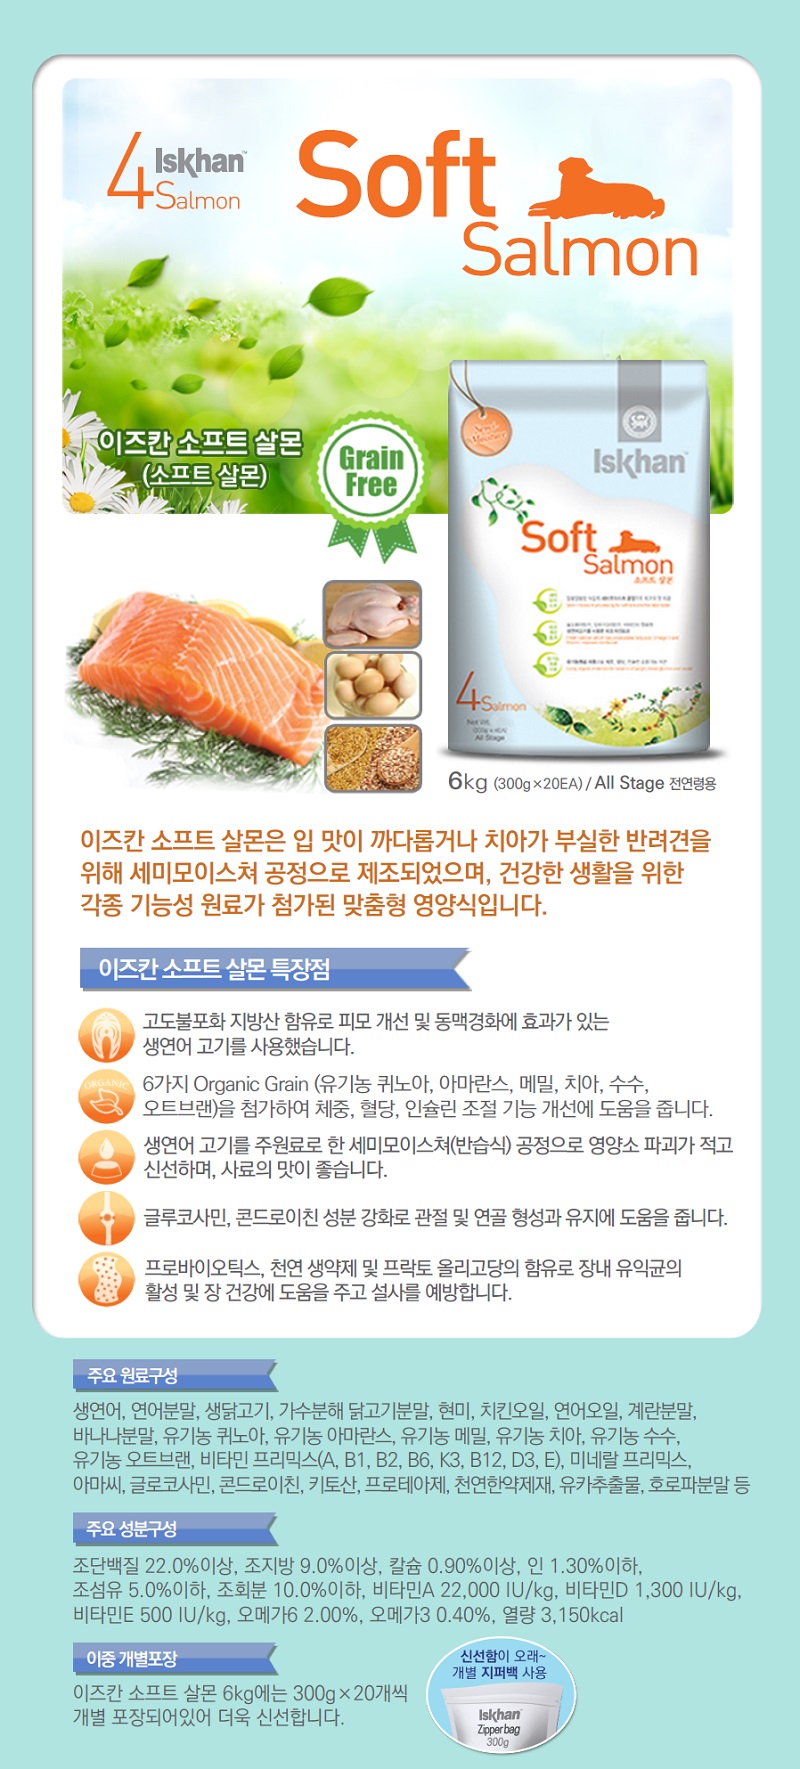 4 Iskhan™
Salmon
Soft
Salmon
이즈칸 소프트 살몬
(소프트 살몬)
Grain
Free
Iskhan
Soft
Salmon
소프트 살몬
4 Salmon
Net Wt.
All Stage
6kg (300g×20EA) / All Stage 전연령용
이즈칸 소프트 살몬은 입 맛이 까다롭거나 치아가 부실한 반려견을
위해 세미모이스쳐 공정으로 제조되었으며, 건강한 생활을 위한
각종 기능성 원료가 첨가된 맞춤형 영양식입니다.
이즈칸 소프트 살몬 특장점
고도불포화 지방산 함유로 피모 개선 및 동맥경화에 효과가 있는
생연어 고기를 사용했습니다.
ORGANIC
6가지 Organic Grain (유기농 퀴노아, 아마란스, 메밀, 치아, 수수,
오트브랜)을 첨가하여 체중, 혈당, 인슐린 조절 기능 개선에 도움을 줍니다.
생연어 고기를 주원료로 한 세미모이스쳐(반습식) 공정으로 영양소 파괴가 적고
신선하며, 사료의 맛이 좋습니다.
글루코사민, 콘드로이친 성분 강화로 관절 및 연골 형성과 유지에 도움을 줍니다.
프로바이오틱스, 천연 생약제 및 프락토 올리고당의 함유로 장내 유익균의
활성 및 장 건강에 도움을 주고 설사를 예방합니다.
주요 원료구성
생연어, 연어분말, 생닭고기, 가수분해 닭고기분말, 현미, 치킨오일, 연어오일, 계란분말,
바나나분말, 유기농 퀴노아, 유기농 아마란스, 유기농 메밀, 유기농 치아, 유기농 수수,
유기농 오트브랜, 비타민 프리믹스(A, B1, B2, B6, K3, B12, D3, E), 미네랄 프리믹스,
아마씨, 글로코사민, 콘드로이친, 키토산, 프로테아제, 천연한약제재, 유카추출물, 호로파분말 등
주요 성분구성
조단백질 22.0%이상, 조지방 9.0%이상, 칼슘 0.90%이상, 인 1.30%이하,
조섬유 5.0%이하, 조회분 10.0%이하, 비타민A 22,000 IU/kg, 비타민D 1,300 IU/kg,
비타민E 500 IU/kg, 오메가6 2.00%, 오메가3 0.40%, 열량 3,150kcal
이중 개별포장
이즈칸 소프트 살몬 6kg에는 300g×20개씩
개별 포장되어있어 더욱 신선합니다.
신선함이 오래~
개별 지퍼백 사용
Iskhan
Zipper bag
300g